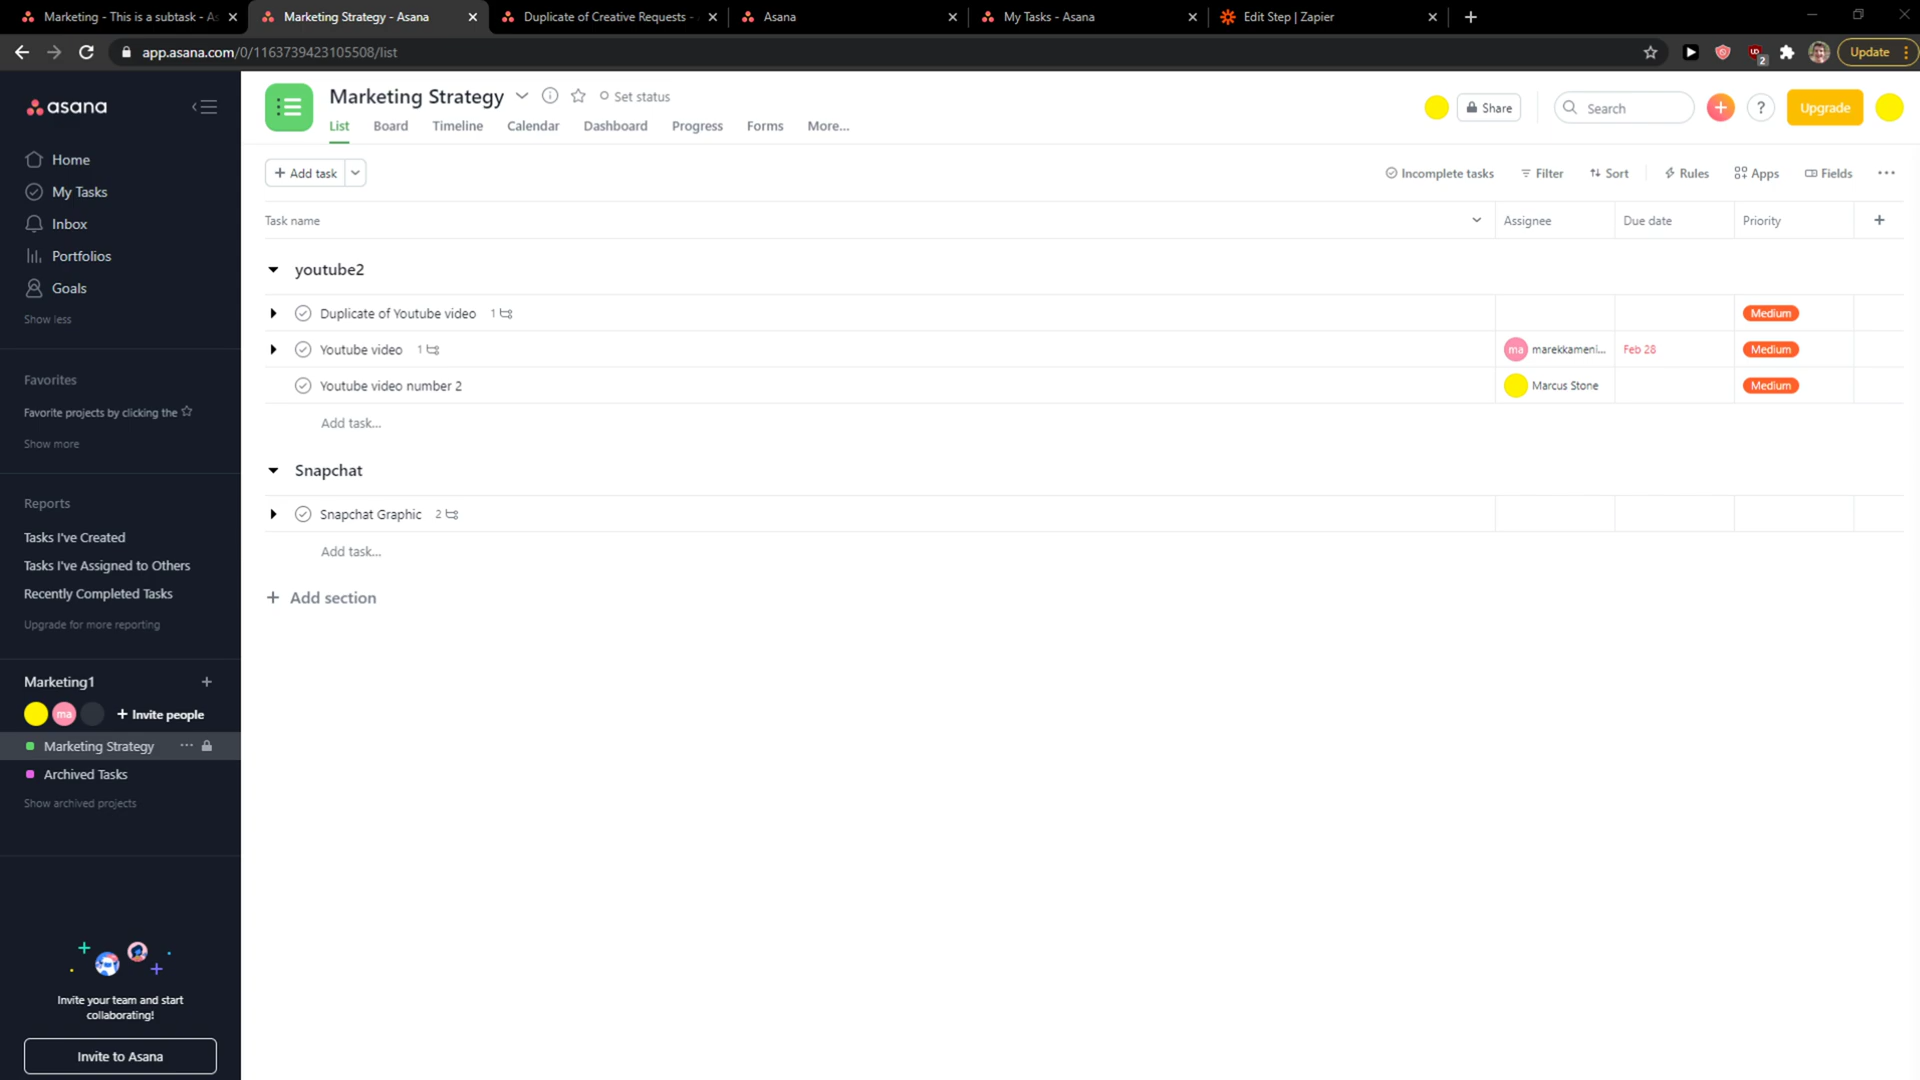 Marketing - This is a subtask - As
Marketing Strategy - Asana
Duplicate of Creative Requests -
Asana
My Tasks - Asana
Edit Step | Zapier
app.asana.com/0/1163739423105508/list
UD
2
Update
asana
Home
My Tasks
Inbox
Portfolios
Goals
Show less
Favorites
Favorite projects by clicking the
Show more
Reports
Tasks I've Created
Tasks I've Assigned to Others
Recently Completed Tasks
Upgrade for more reporting
Marketing1
+
ma
+ Invite people
Marketing Strategy
Archived Tasks
Show archived projects
Invite your team and start
collaborating!
Invite to Asana
Marketing Strategy
Set status
Share
Search
?
Upgrade
List
Board
Timeline
Calendar
Dashboard
Progress
Forms
More...
+ Add task
Incomplete tasks
Filter
Sort
Rules
Apps
Fields
Task name
Assignee
Due date
Priority
+
youtube2
Duplicate of Youtube video 1
Medium
Youtube video 1
ma marekkameni...
Feb 28
Medium
Youtube video number 2
Marcus Stone
Medium
Add task...
Snapchat
Snapchat Graphic 2
Add task...
+ Add section